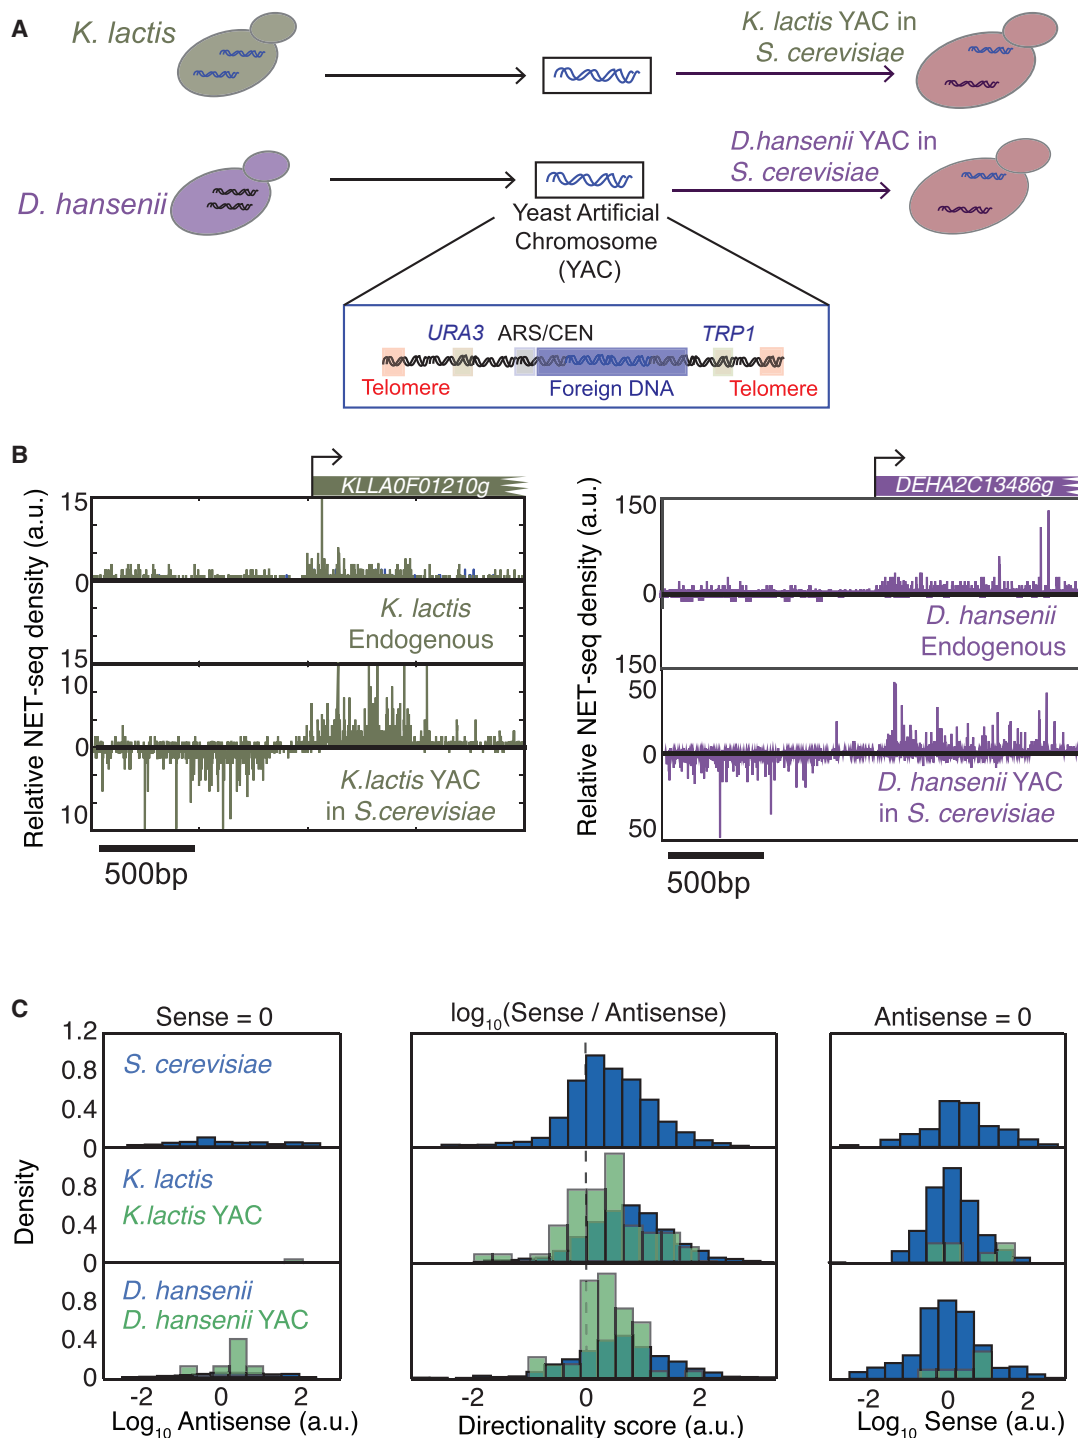 A
K. lactis
K. lactis YAC in
S. cerevisiae
D. hansenii
D.hansenii YAC in
S. cerevisiae
Yeast Artificial
Chromosome
(YAC)
URA3 ARS/CEN TRP1
Telomere Foreign DNA Telomere
B
KLLA0F01210g
Relative NET-seq density (a.u.)
15
0
15
K. lactis
Endogenous
10
0
10
K.lactis YAC
in S.cerevisiae
500bp
DEHA2C13486g
Relative NET-seq density (a.u.)
150
0
150
D. hansenii
Endogenous
50
0
50
D. hansenii YAC
in S. cerevisiae
500bp
C
Sense = 0
log10(Sense / Antisense)
Antisense = 0
Density
1.2
0.8
0.4
0
S. cerevisiae
0.8
0.4
0
K. lactis
K.lactis YAC
0.8
0.4
0
D. hansenii
D. hansenii YAC
-2 0 2
Log10 Antisense (a.u.)
-2 0 2
Directionality score (a.u.)
-2 0 2
Log10 Sense (a.u.)